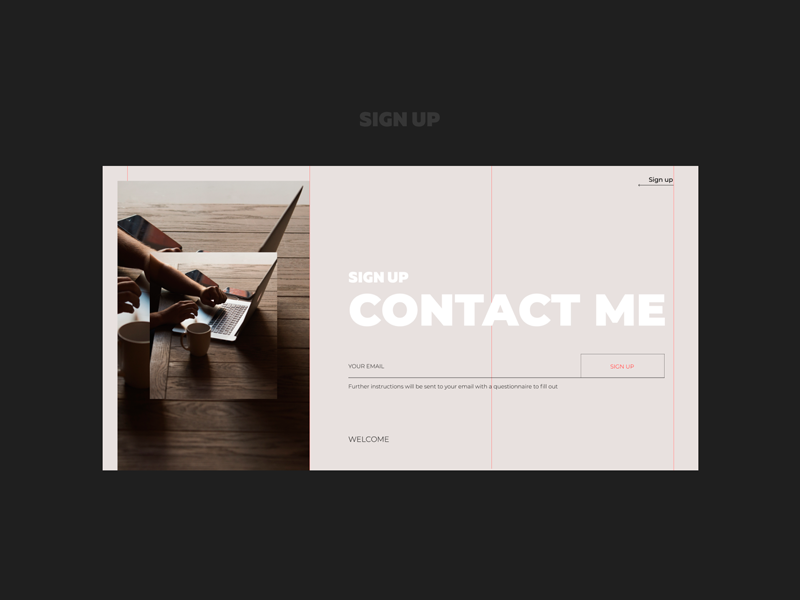 SIGN UP
Sign up
SIGN UP
CONTACT ME
YOUR EMAIL
SIGN UP
Further instructions will be sent to your email with a questionnaire to fill out
WELCOME